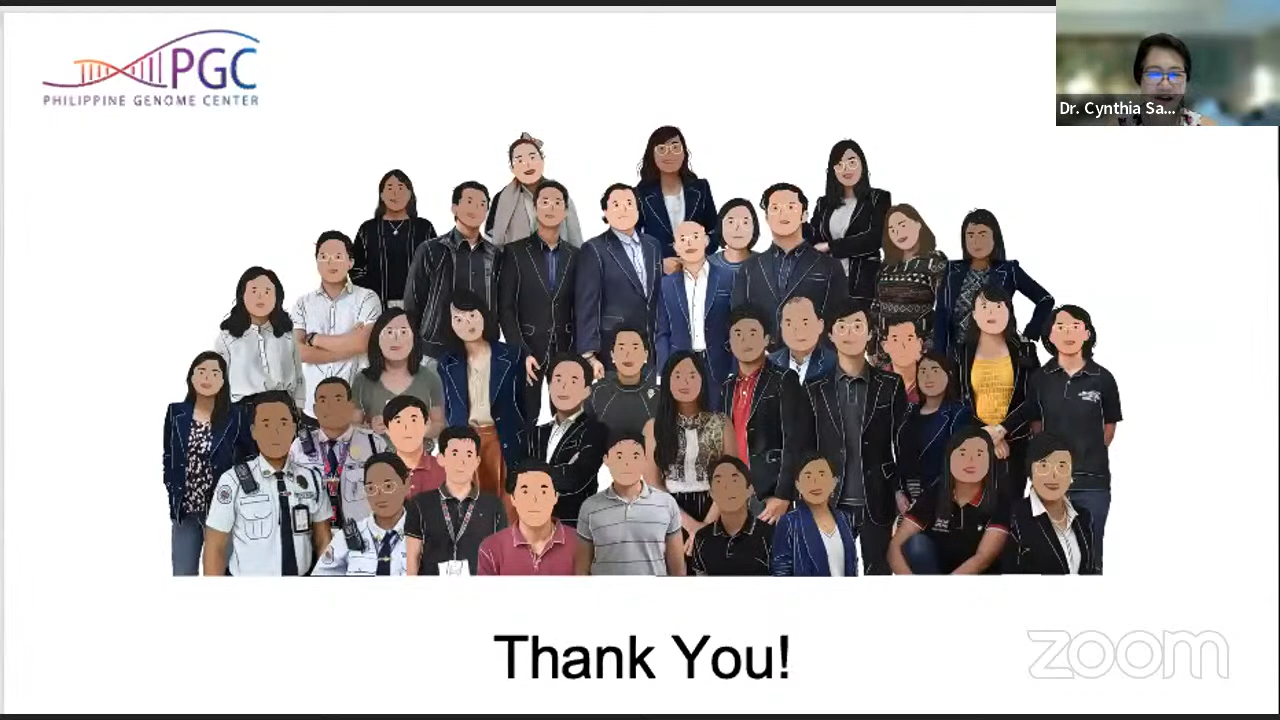 PGC
PHILIPPINE GENOME CENTER
Dr. Cynthia Sa...
Thank You!
zoom